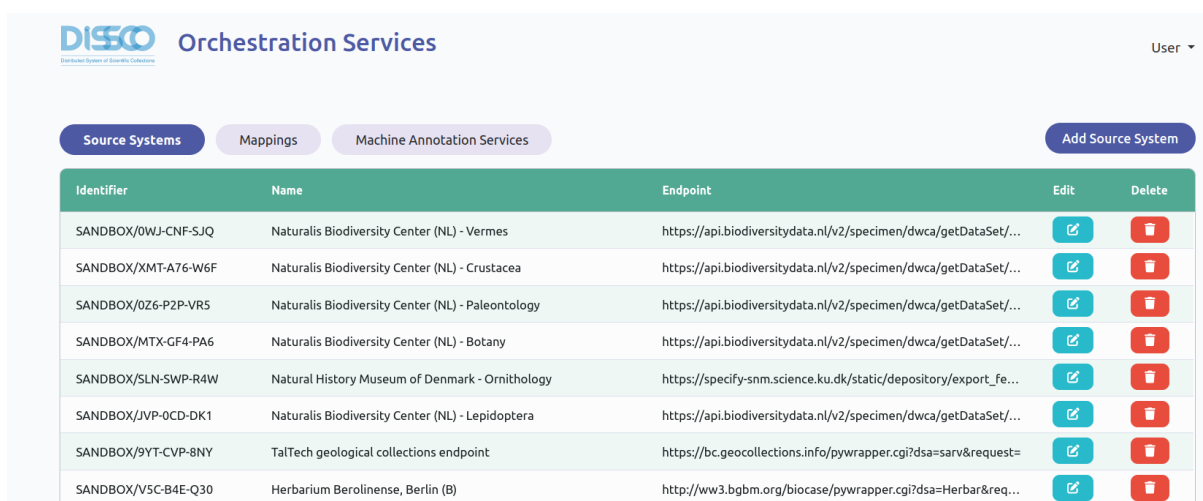 DiSSCo
Distributed System of Scientific Collections
Orchestration Services
User
Source Systems Mappings Machine Annotation Services Add Source System
Identifier Name Endpoint Edit Delete
SANDBOX/0WJ-CNF-SJQ Naturalis Biodiversity Center (NL) - Vermes https://api.biodiversitydata.nl/v2/specimen/dwca/getDataSet/...
SANDBOX/XMT-A76-W6F Naturalis Biodiversity Center (NL) - Crustacea https://api.biodiversitydata.nl/v2/specimen/dwca/getDataSet/...
SANDBOX/0Z6-P2P-VR5 Naturalis Biodiversity Center (NL) - Paleontology https://api.biodiversitydata.nl/v2/specimen/dwca/getDataSet/...
SANDBOX/MTX-GF4-PA6 Naturalis Biodiversity Center (NL) - Botany https://api.biodiversitydata.nl/v2/specimen/dwca/getDataSet/...
SANDBOX/SLN-SWP-R4W Natural History Museum of Denmark - Ornithology https://specify-snm.science.ku.dk/static/depository/export_fe...
SANDBOX/JVP-0CD-DK1 Naturalis Biodiversity Center (NL) - Lepidoptera https://api.biodiversitydata.nl/v2/specimen/dwca/getDataSet/...
SANDBOX/9YT-CVP-8NY TalTech geological collections endpoint https://bc.geocollections.info/pywrapper.cgi?dsa=sarv&request=
SANDBOX/V5C-B4E-Q30 Herbarium Berolinense, Berlin (B) http://ww3.bgbm.org/biocase/pywrapper.cgi?dsa=Herbar&req...